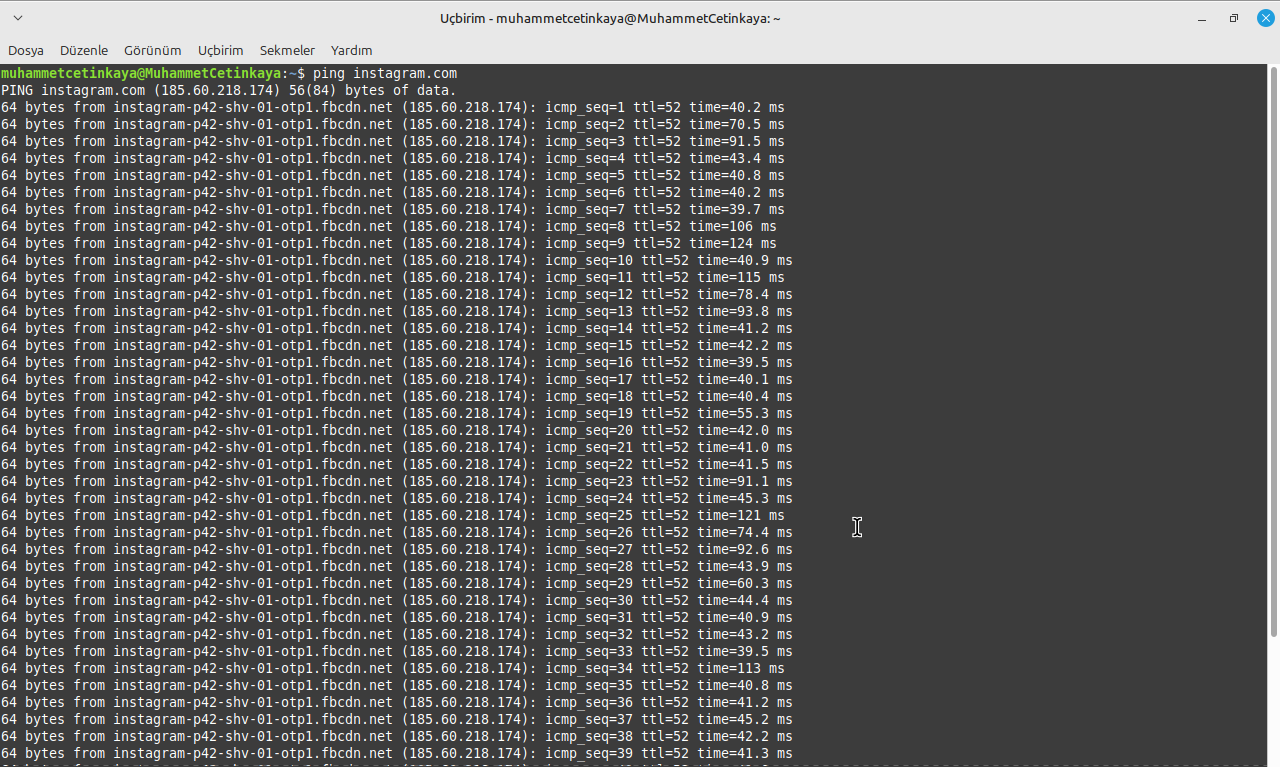 Uçbirim - muhammetcetinkaya@MuhammetCetinkaya: ~
Dosya Düzenle Görünüm Uçbirim Sekmeler Yardım
muhammetcetinkaya@MuhammetCetinkaya:~$ ping instagram.com
PING instagram.com (185.60.218.174) 56(84) bytes of data.
64 bytes from instagram-p42-shv-01-otp1.fbcdn.net (185.60.218.174): icmp_seq=1 ttl=52 time=40.2 ms
64 bytes from instagram-p42-shv-01-otp1.fbcdn.net (185.60.218.174): icmp_seq=2 ttl=52 time=70.5 ms
64 bytes from instagram-p42-shv-01-otp1.fbcdn.net (185.60.218.174): icmp_seq=3 ttl=52 time=91.5 ms
64 bytes from instagram-p42-shv-01-otp1.fbcdn.net (185.60.218.174): icmp_seq=4 ttl=52 time=43.4 ms
64 bytes from instagram-p42-shv-01-otp1.fbcdn.net (185.60.218.174): icmp_seq=5 ttl=52 time=40.8 ms
64 bytes from instagram-p42-shv-01-otp1.fbcdn.net (185.60.218.174): icmp_seq=6 ttl=52 time=40.2 ms
64 bytes from instagram-p42-shv-01-otp1.fbcdn.net (185.60.218.174): icmp_seq=7 ttl=52 time=39.7 ms
64 bytes from instagram-p42-shv-01-otp1.fbcdn.net (185.60.218.174): icmp_seq=8 ttl=52 time=106 ms
64 bytes from instagram-p42-shv-01-otp1.fbcdn.net (185.60.218.174): icmp_seq=9 ttl=52 time=124 ms
64 bytes from instagram-p42-shv-01-otp1.fbcdn.net (185.60.218.174): icmp_seq=10 ttl=52 time=40.9 ms
64 bytes from instagram-p42-shv-01-otp1.fbcdn.net (185.60.218.174): icmp_seq=11 ttl=52 time=115 ms
64 bytes from instagram-p42-shv-01-otp1.fbcdn.net (185.60.218.174): icmp_seq=12 ttl=52 time=78.4 ms
64 bytes from instagram-p42-shv-01-otp1.fbcdn.net (185.60.218.174): icmp_seq=13 ttl=52 time=93.8 ms
64 bytes from instagram-p42-shv-01-otp1.fbcdn.net (185.60.218.174): icmp_seq=14 ttl=52 time=41.2 ms
64 bytes from instagram-p42-shv-01-otp1.fbcdn.net (185.60.218.174): icmp_seq=15 ttl=52 time=42.2 ms
64 bytes from instagram-p42-shv-01-otp1.fbcdn.net (185.60.218.174): icmp_seq=16 ttl=52 time=39.5 ms
64 bytes from instagram-p42-shv-01-otp1.fbcdn.net (185.60.218.174): icmp_seq=17 ttl=52 time=40.1 ms
64 bytes from instagram-p42-shv-01-otp1.fbcdn.net (185.60.218.174): icmp_seq=18 ttl=52 time=40.4 ms
64 bytes from instagram-p42-shv-01-otp1.fbcdn.net (185.60.218.174): icmp_seq=19 ttl=52 time=55.3 ms
64 bytes from instagram-p42-shv-01-otp1.fbcdn.net (185.60.218.174): icmp_seq=20 ttl=52 time=42.0 ms
64 bytes from instagram-p42-shv-01-otp1.fbcdn.net (185.60.218.174): icmp_seq=21 ttl=52 time=41.0 ms
64 bytes from instagram-p42-shv-01-otp1.fbcdn.net (185.60.218.174): icmp_seq=22 ttl=52 time=41.5 ms
64 bytes from instagram-p42-shv-01-otp1.fbcdn.net (185.60.218.174): icmp_seq=23 ttl=52 time=91.1 ms
64 bytes from instagram-p42-shv-01-otp1.fbcdn.net (185.60.218.174): icmp_seq=24 ttl=52 time=45.3 ms
64 bytes from instagram-p42-shv-01-otp1.fbcdn.net (185.60.218.174): icmp_seq=25 ttl=52 time=121 ms
64 bytes from instagram-p42-shv-01-otp1.fbcdn.net (185.60.218.174): icmp_seq=26 ttl=52 time=74.4 ms
64 bytes from instagram-p42-shv-01-otp1.fbcdn.net (185.60.218.174): icmp_seq=27 ttl=52 time=92.6 ms
64 bytes from instagram-p42-shv-01-otp1.fbcdn.net (185.60.218.174): icmp_seq=28 ttl=52 time=43.9 ms
64 bytes from instagram-p42-shv-01-otp1.fbcdn.net (185.60.218.174): icmp_seq=29 ttl=52 time=60.3 ms
64 bytes from instagram-p42-shv-01-otp1.fbcdn.net (185.60.218.174): icmp_seq=30 ttl=52 time=44.4 ms
64 bytes from instagram-p42-shv-01-otp1.fbcdn.net (185.60.218.174): icmp_seq=31 ttl=52 time=40.9 ms
64 bytes from instagram-p42-shv-01-otp1.fbcdn.net (185.60.218.174): icmp_seq=32 ttl=52 time=43.2 ms
64 bytes from instagram-p42-shv-01-otp1.fbcdn.net (185.60.218.174): icmp_seq=33 ttl=52 time=39.5 ms
64 bytes from instagram-p42-shv-01-otp1.fbcdn.net (185.60.218.174): icmp_seq=34 ttl=52 time=113 ms
64 bytes from instagram-p42-shv-01-otp1.fbcdn.net (185.60.218.174): icmp_seq=35 ttl=52 time=40.8 ms
64 bytes from instagram-p42-shv-01-otp1.fbcdn.net (185.60.218.174): icmp_seq=36 ttl=52 time=41.2 ms
64 bytes from instagram-p42-shv-01-otp1.fbcdn.net (185.60.218.174): icmp_seq=37 ttl=52 time=45.2 ms
64 bytes from instagram-p42-shv-01-otp1.fbcdn.net (185.60.218.174): icmp_seq=38 ttl=52 time=42.2 ms
64 bytes from instagram-p42-shv-01-otp1.fbcdn.net (185.60.218.174): icmp_seq=39 ttl=52 time=41.3 ms